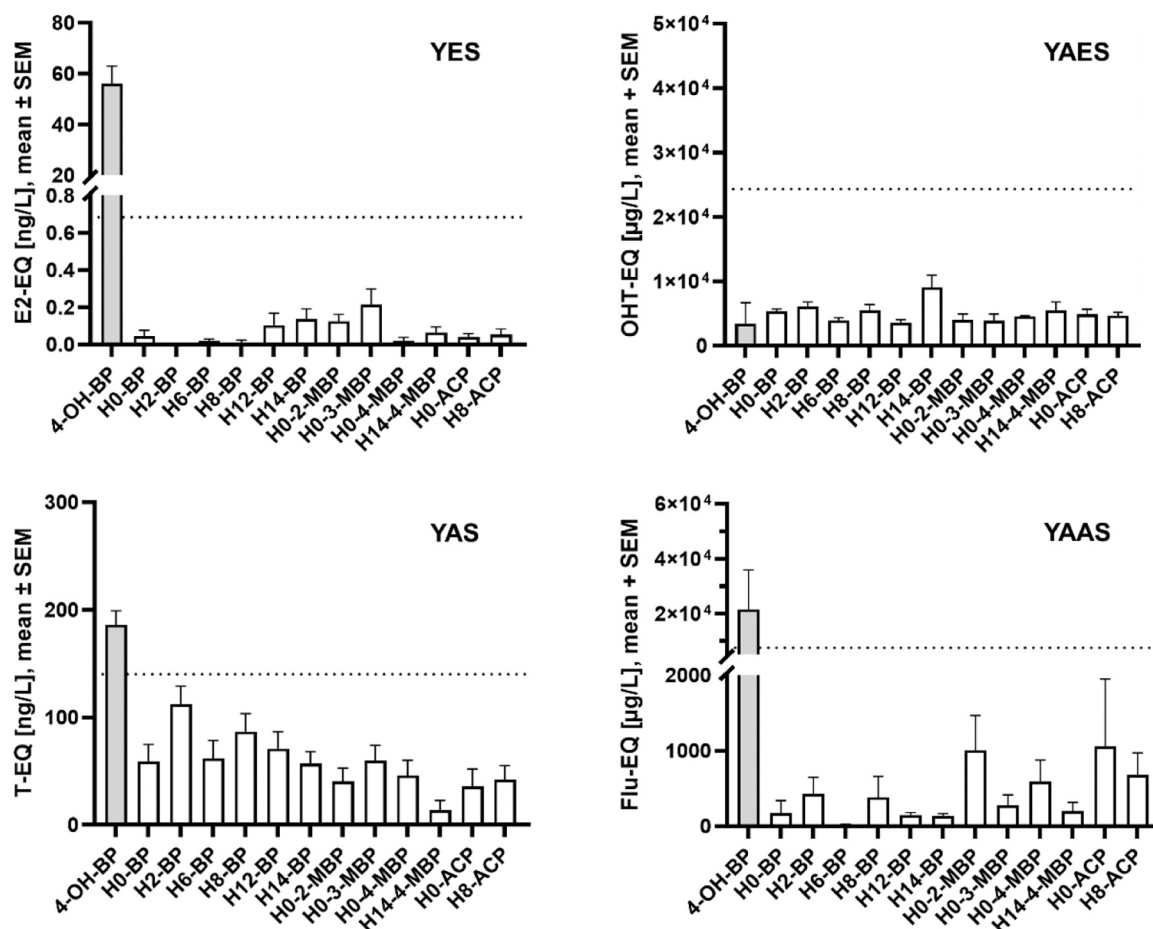 YES
E2-EQ [ng/L], mean ± SEM
80
60
40
20
0.8
0.6
0.4
0.2
0.0
4-OH-BP
H0-BP
H2-BP
H6-BP
H8-BP
H12-BP
H14-BP
H0-2-MBP
H0-3-MBP
H0-4-MBP
H14-4-MBP
H0-ACP
H8-ACP
YAES
OHT-EQ [µg/L], mean + SEM
5×10⁴
4×10⁴
3×10⁴
2×10⁴
1×10⁴
0
4-OH-BP
H0-BP
H2-BP
H6-BP
H8-BP
H12-BP
H14-BP
H0-2-MBP
H0-3-MBP
H0-4-MBP
H14-4-MBP
H0-ACP
H8-ACP
YAS
T-EQ [ng/L], mean ± SEM
300
200
100
0
4-OH-BP
H0-BP
H2-BP
H6-BP
H8-BP
H12-BP
H14-BP
H0-2-MBP
H0-3-MBP
H0-4-MBP
H14-4-MBP
H0-ACP
H8-ACP
YAAS
Flu-EQ [µg/L], mean + SEM
6×10⁴
4×10⁴
2×10⁴
2000
1000
0
4-OH-BP
H0-BP
H2-BP
H6-BP
H8-BP
H12-BP
H14-BP
H0-2-MBP
H0-3-MBP
H0-4-MBP
H14-4-MBP
H0-ACP
H8-ACP